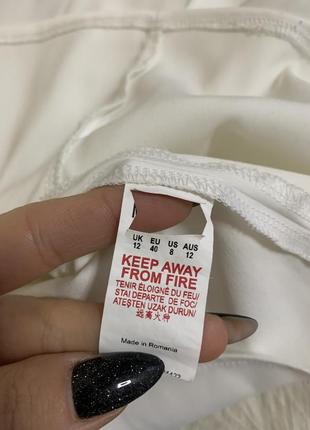 UK EU US AUS
12 40 8 12
KEEP AWAY
FROM FIRE
TENIR ÉLOIGNÉ DU FEU/
STAI DEPARTE DE FOC/
ATEŞTEN UZAK DURUN/
远离火种
Made in Romania